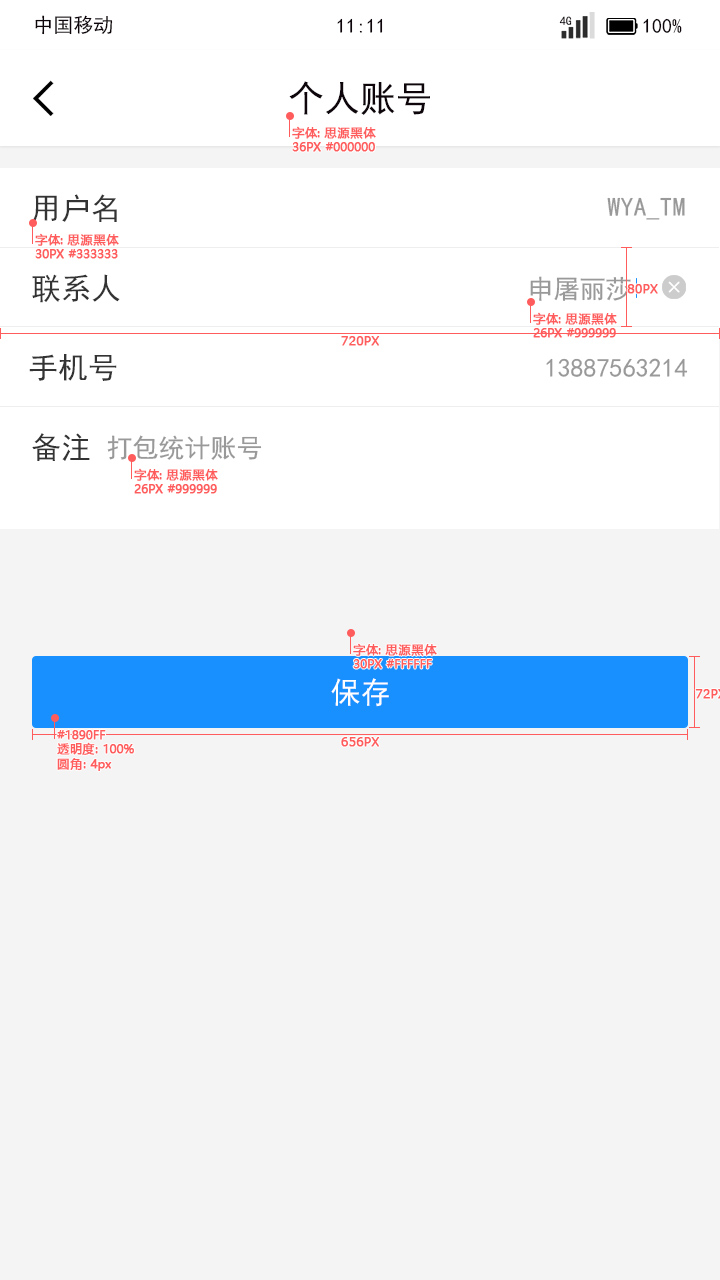 中国移动
11:11
4G
100%
个人账号
字体: 思源黑体
36PX #000000
用户名
WYA_TM
字体: 思源黑体
30PX #333333
联系人
申屠丽莎
80PX
字体: 思源黑体
26PX #999999
720PX
手机号
13887563214
备注
打包统计账号
字体: 思源黑体
26PX #999999
字体: 思源黑体
30PX #FFFFFF
保存
72PX
#1890FF
透明度: 100%
圆角: 4px
656PX